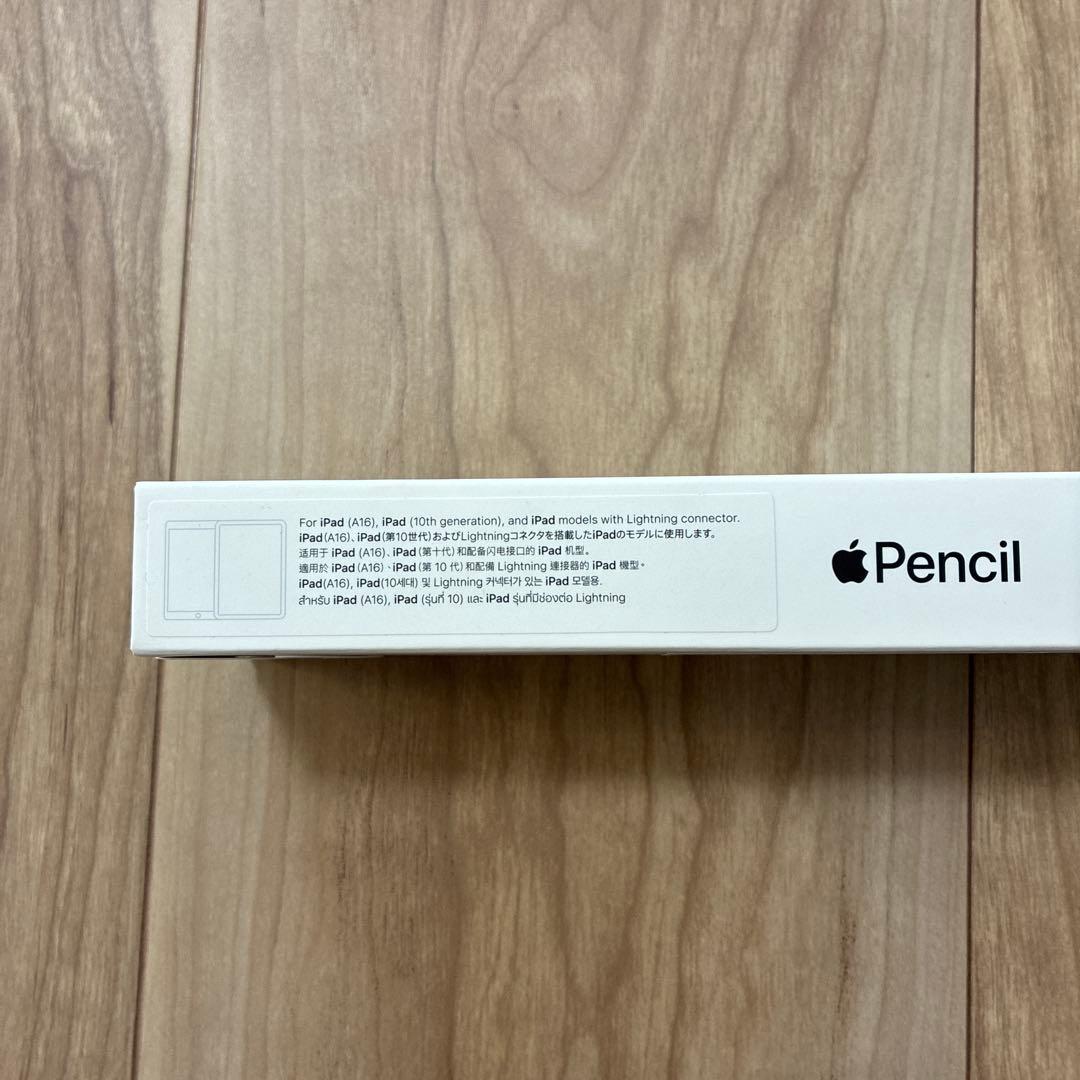 For iPad (A16), iPad (10th generation), and iPad models with Lightning connector.
iPad(A16)、iPad(第10世代)およびLightningコネクタを搭載したiPadのモデルに使用します。
适用于 iPad (A16)、iPad (第十代) 和配备闪电接口的 iPad 机型。
適用於 iPad (A16)、iPad (第 10 代) 和配備 Lightning 連接器的 iPad 機型。
iPad(A16), iPad(10세대) 및 Lightning 커넥터가 있는 iPad 모델용.
สำหรับ iPad (A16), iPad (รุ่นที่ 10) และ iPad รุ่นที่มีช่องต่อ Lightning
Pencil